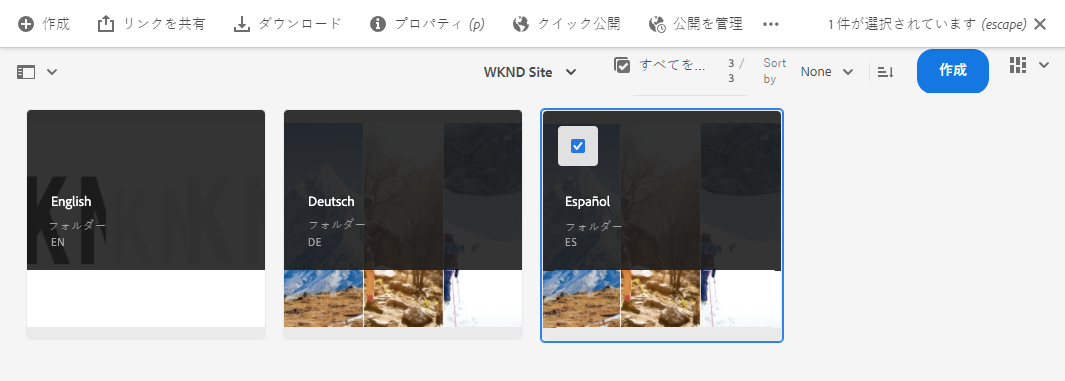 作成 リンクを共有 ダウンロード プロパティ (p) クイック公開 公開を管理 ••• 1 件が選択されています (escape)
WKND Site すべてを... 3 / 3 Sort by None 作成
English
フォルダー
EN
Deutsch
フォルダー
DE
Español
フォルダー
ES